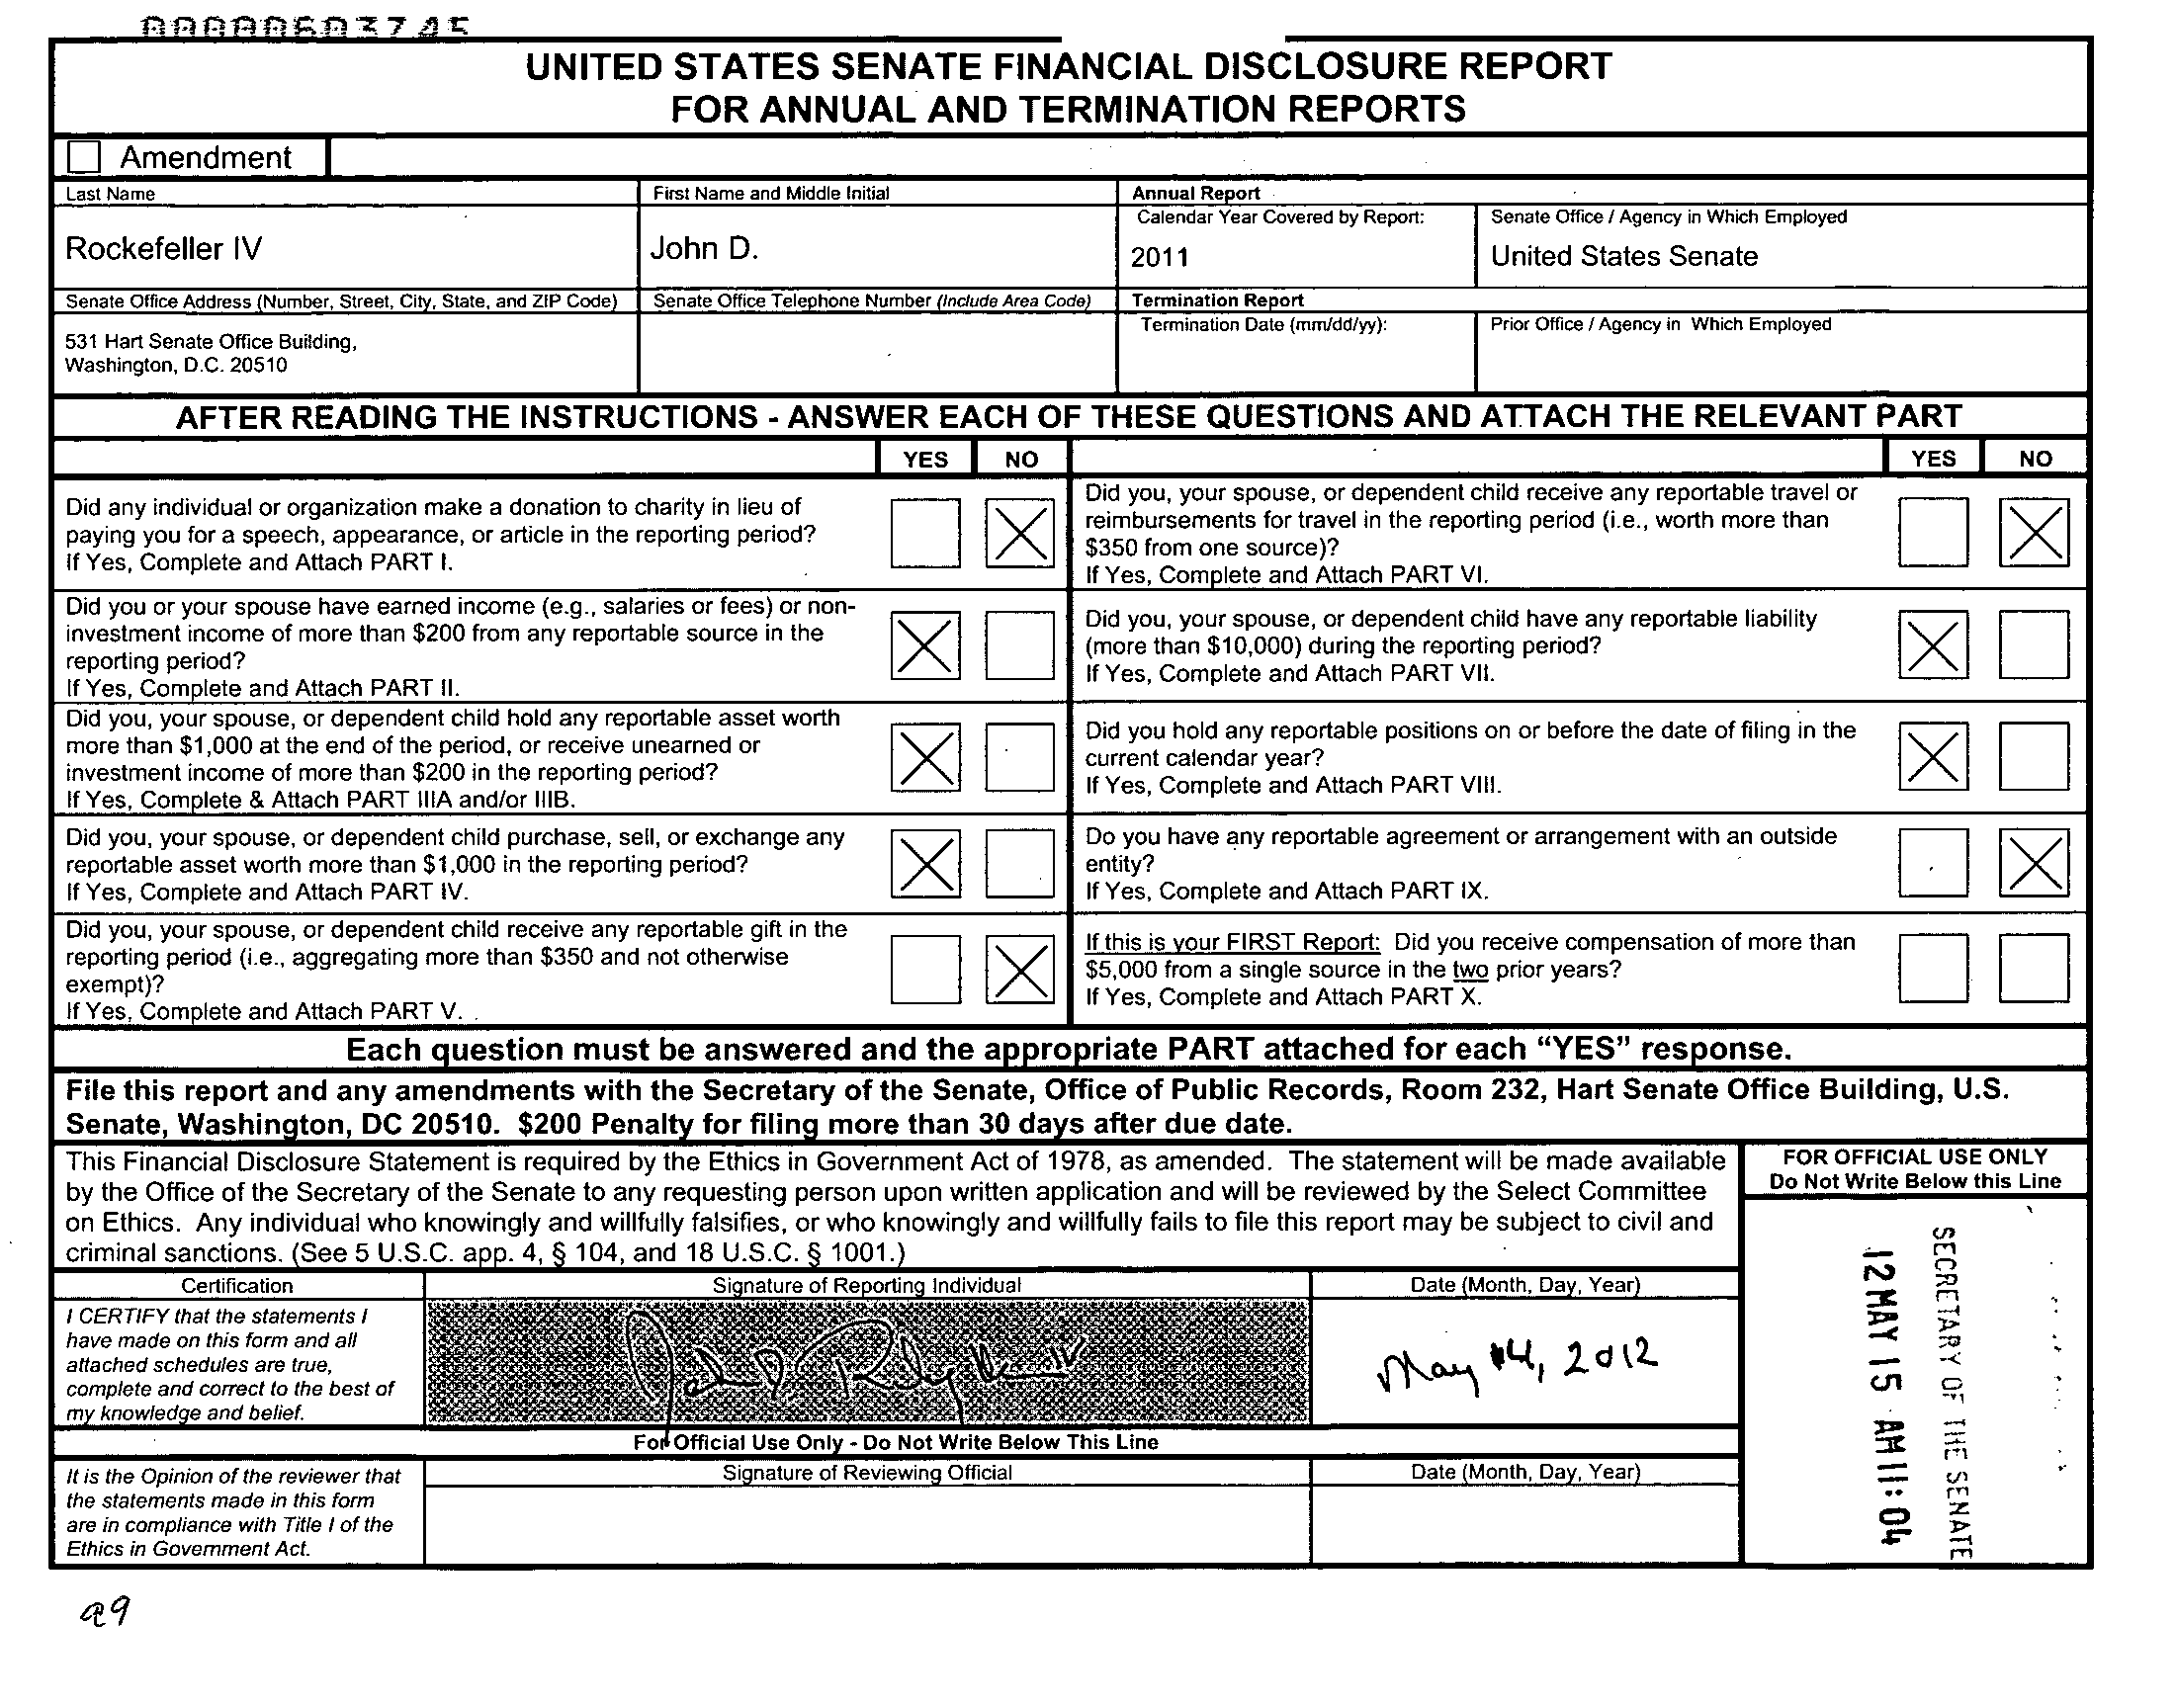 000000603745
UNITED STATES SENATE FINANCIAL DISCLOSURE REPORT
FOR ANNUAL AND TERMINATION REPORTS
Amendment
Last Name
First Name and Middle Initial
Annual Report
Calendar Year Covered by Report:
Senate Office / Agency in Which Employed
Rockefeller IV
John D.
2011
United States Senate
Senate Office Address (Number, Street, City, State, and ZIP Code)
Senate Office Telephone Number (Include Area Code)
Termination Report
Termination Date (mm/dd/yy):
Prior Office / Agency in Which Employed
531 Hart Senate Office Building,
Washington, D.C. 20510
AFTER READING THE INSTRUCTIONS - ANSWER EACH OF THESE QUESTIONS AND ATTACH THE RELEVANT PART
YES NO
YES NO
Did any individual or organization make a donation to charity in lieu of
paying you for a speech, appearance, or article in the reporting period?
If Yes, Complete and Attach PART I.
Did you, your spouse, or dependent child receive any reportable travel or
reimbursements for travel in the reporting period (i.e., worth more than
$350 from one source)?
If Yes, Complete and Attach PART VI.
Did you or your spouse have earned income (e.g., salaries or fees) or non-
investment income of more than $200 from any reportable source in the
reporting period?
If Yes, Complete and Attach PART II.
Did you, your spouse, or dependent child have any reportable liability
(more than $10,000) during the reporting period?
If Yes, Complete and Attach PART VII.
Did you, your spouse, or dependent child hold any reportable asset worth
more than $1,000 at the end of the period, or receive unearned or
investment income of more than $200 in the reporting period?
If Yes, Complete & Attach PART IIIA and/or IIIB.
Did you hold any reportable positions on or before the date of filing in the
current calendar year?
If Yes, Complete and Attach PART VIII.
Did you, your spouse, or dependent child purchase, sell, or exchange any
reportable asset worth more than $1,000 in the reporting period?
If Yes, Complete and Attach PART IV.
Do you have any reportable agreement or arrangement with an outside
entity?
If Yes, Complete and Attach PART IX.
Did you, your spouse, or dependent child receive any reportable gift in the
reporting period (i.e., aggregating more than $350 and not otherwise
exempt)?
If Yes, Complete and Attach PART V.
If this is your FIRST Report: Did you receive compensation of more than
$5,000 from a single source in the two prior years?
If Yes, Complete and Attach PART X.
Each question must be answered and the appropriate PART attached for each “YES” response.
File this report and any amendments with the Secretary of the Senate, Office of Public Records, Room 232, Hart Senate Office Building, U.S.
Senate, Washington, DC 20510. $200 Penalty for filing more than 30 days after due date.
This Financial Disclosure Statement is required by the Ethics in Government Act of 1978, as amended. The statement will be made available
by the Office of the Secretary of the Senate to any requesting person upon written application and will be reviewed by the Select Committee
on Ethics. Any individual who knowingly and willfully falsifies, or who knowingly and willfully fails to file this report may be subject to civil and
criminal sanctions. (See 5 U.S.C. app. 4, § 104, and 18 U.S.C. § 1001.)
FOR OFFICIAL USE ONLY
Do Not Write Below this Line
SECRETARY OF THE SENATE
12 MAY 15 AM 11:04
Certification
Signature of Reporting Individual
Date (Month, Day, Year)
I CERTIFY that the statements I
have made on this form and all
attached schedules are true,
complete and correct to the best of
my knowledge and belief.
May 14, 2012
For Official Use Only - Do Not Write Below This Line
It is the Opinion of the reviewer that
the statements made in this form
are in compliance with Title I of the
Ethics in Government Act.
Signature of Reviewing Official
Date (Month, Day, Year)